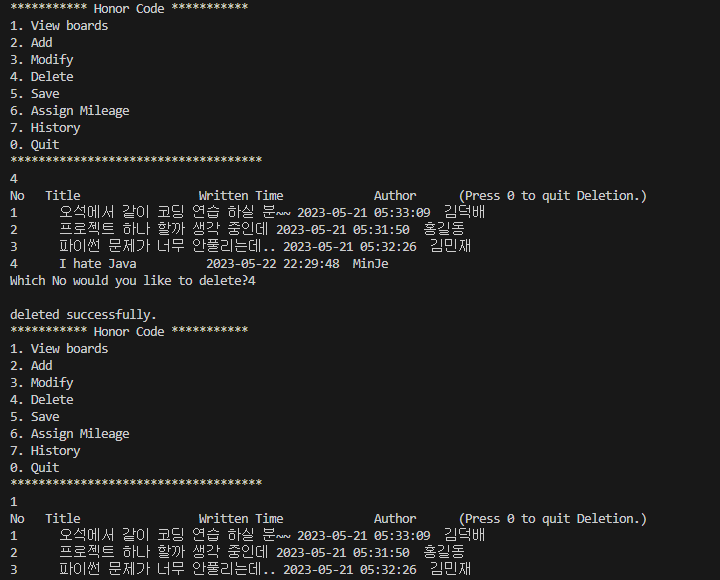 *********** Honor Code ***********
1. View boards
2. Add
3. Modify
4. Delete
5. Save
6. Assign Mileage
7. History
0. Quit
************************************
4
No Title Written Time Author (Press 0 to quit Deletion.)
1 오석에서 같이 코딩 연습 하실 분~~ 2023-05-21 05:33:09 김덕배
2 프로젝트 하나 할까 생각 중인데 2023-05-21 05:31:50 홍길동
3 파이썬 문제가 너무 안풀리는데.. 2023-05-21 05:32:26 김민재
4 I hate Java 2023-05-22 22:29:48 MinJe
Which No would you like to delete?4
deleted successfully.
*********** Honor Code ***********
1. View boards
2. Add
3. Modify
4. Delete
5. Save
6. Assign Mileage
7. History
0. Quit
************************************
1
No Title Written Time Author (Press 0 to quit Deletion.)
1 오석에서 같이 코딩 연습 하실 분~~ 2023-05-21 05:33:09 김덕배
2 프로젝트 하나 할까 생각 중인데 2023-05-21 05:31:50 홍길동
3 파이썬 문제가 너무 안풀리는데.. 2023-05-21 05:32:26 김민재